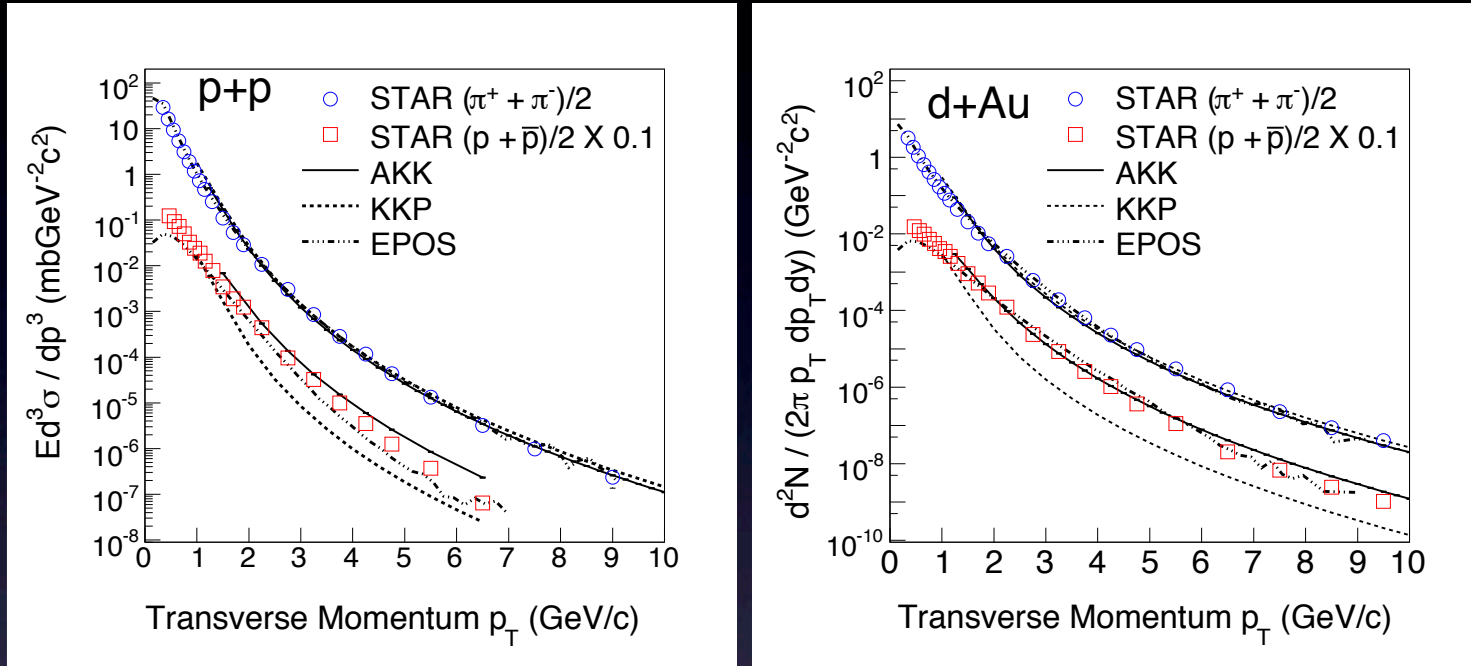 p+p
STAR (π⁺ + π⁻)/2
STAR (p + p̅)/2 X 0.1
AKK
KKP
EPOS
Ed³σ / dp³ (mbGeV⁻²c²)
10²
10
1
10⁻¹
10⁻²
10⁻³
10⁻⁴
10⁻⁵
10⁻⁶
10⁻⁷
10⁻⁸
0 1 2 3 4 5 6 7 8 9 10
Transverse Momentum p_T (GeV/c)
d+Au
STAR (π⁺ + π⁻)/2
STAR (p + p̅)/2 X 0.1
AKK
KKP
EPOS
d²N / (2π p_T dp_T dy) (GeV⁻²c²)
10²
1
10⁻²
10⁻⁴
10⁻⁶
10⁻⁸
10⁻¹⁰
0 1 2 3 4 5 6 7 8 9 10
Transverse Momentum p_T (GeV/c)